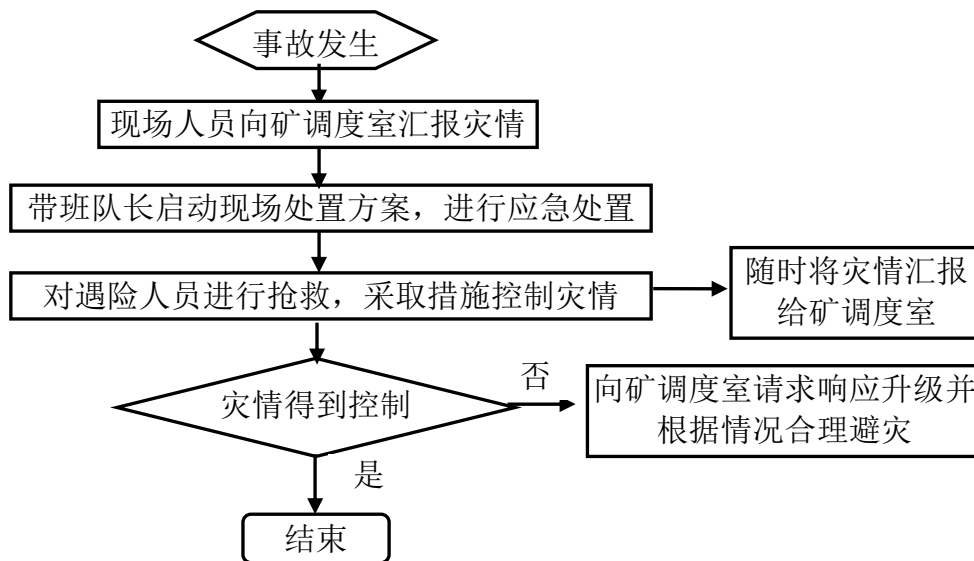 事故发生
现场人员向矿调度室汇报灾情
带班队长启动现场处置方案，进行应急处置
对遇险人员进行抢救，采取措施控制灾情
随时将灾情汇报
给矿调度室
灾情得到控制
否
向矿调度室请求响应升级并
根据情况合理避灾
是
结束